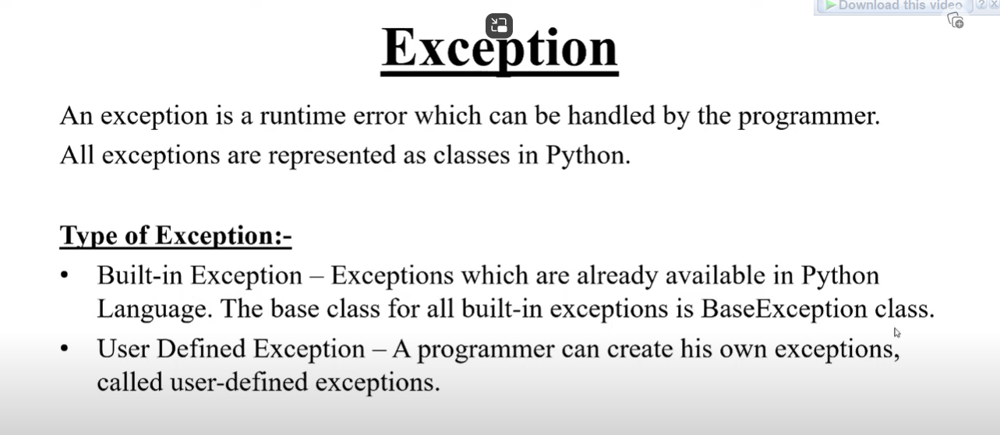 Download this video
Exception
An exception is a runtime error which can be handled by the programmer.
All exceptions are represented as classes in Python.
Type of Exception:-
• Built-in Exception – Exceptions which are already available in Python
Language. The base class for all built-in exceptions is BaseException class.
• User Defined Exception – A programmer can create his own exceptions,
called user-defined exceptions.